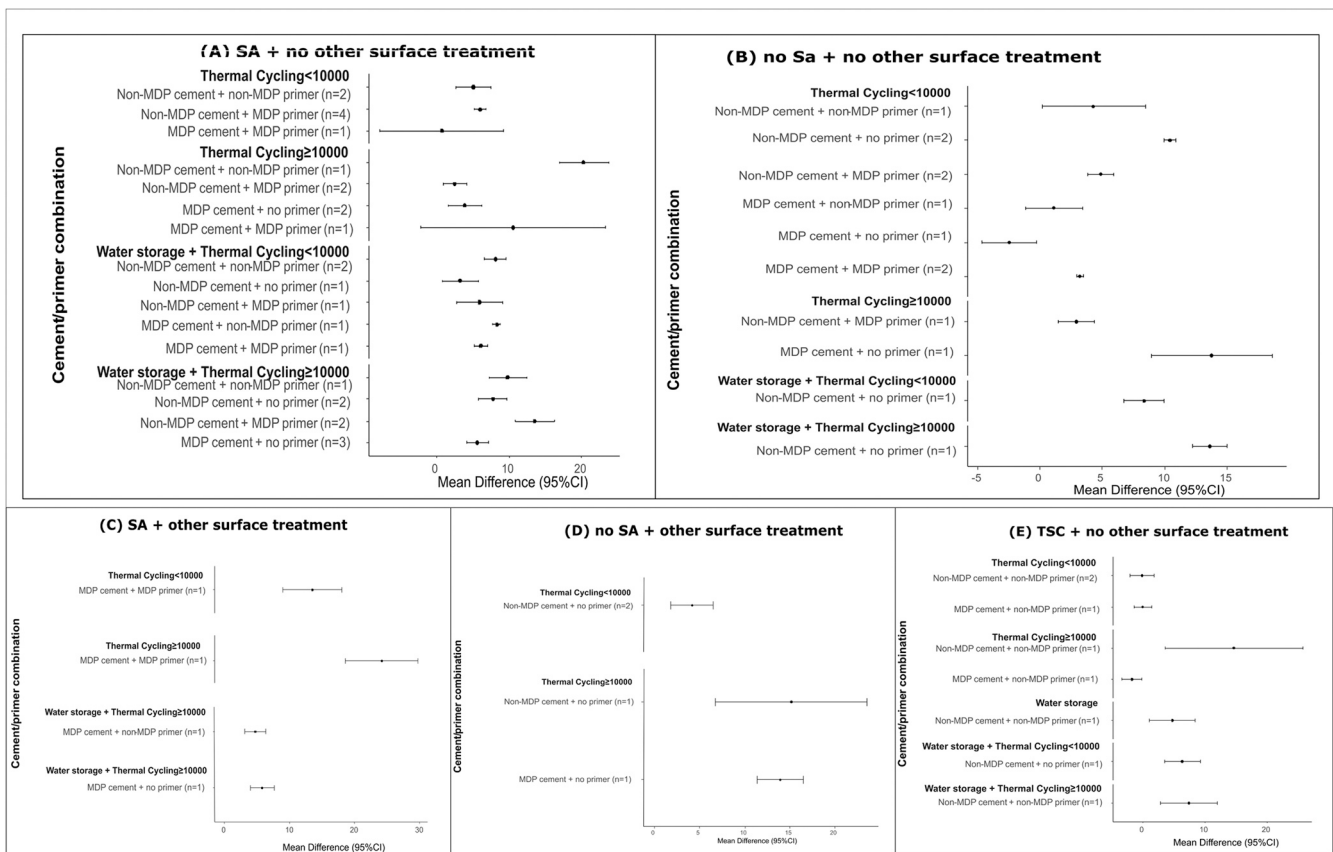 (A) SA + no other surface treatment
Cement/primer combination
Thermal Cycling<10000
Non-MDP cement + non-MDP primer (n=2)
Non-MDP cement + MDP primer (n=4)
MDP cement + MDP primer (n=1)
Thermal Cycling≥10000
Non-MDP cement + non-MDP primer (n=1)
Non-MDP cement + MDP primer (n=2)
MDP cement + no primer (n=2)
MDP cement + MDP primer (n=1)
Water storage + Thermal Cycling<10000
Non-MDP cement + non-MDP primer (n=2)
Non-MDP cement + no primer (n=1)
Non-MDP cement + MDP primer (n=1)
MDP cement + non-MDP primer (n=1)
MDP cement + MDP primer (n=1)
Water storage + Thermal Cycling≥10000
Non-MDP cement + non-MDP primer (n=1)
Non-MDP cement + no primer (n=2)
Non-MDP cement + MDP primer (n=2)
MDP cement + no primer (n=3)
0 10 20
Mean Difference (95%CI)
(B) no Sa + no other surface treatment
Cement/primer combination
Thermal Cycling<10000
Non-MDP cement + non-MDP primer (n=1)
Non-MDP cement + no primer (n=2)
Non-MDP cement + MDP primer (n=2)
MDP cement + non-MDP primer (n=1)
MDP cement + no primer (n=1)
MDP cement + MDP primer (n=2)
Thermal Cycling≥10000
Non-MDP cement + MDP primer (n=1)
MDP cement + no primer (n=1)
Water storage + Thermal Cycling<10000
Non-MDP cement + no primer (n=1)
Water storage + Thermal Cycling≥10000
Non-MDP cement + no primer (n=1)
-5 0 5 10 15
Mean Difference (95%CI)
(C) SA + other surface treatment
Cement/primer combination
Thermal Cycling<10000
MDP cement + MDP primer (n=1)
Thermal Cycling≥10000
MDP cement + MDP primer (n=1)
Water storage + Thermal Cycling≥10000
MDP cement + non-MDP primer (n=1)
Water storage + Thermal Cycling≥10000
MDP cement + no primer (n=1)
0 10 20 30
Mean Difference (95%CI)
(D) no SA + other surface treatment
Cement/primer combination
Thermal Cycling<10000
Non-MDP cement + no primer (n=2)
Thermal Cycling≥10000
Non-MDP cement + no primer (n=1)
MDP cement + no primer (n=1)
0 5 10 15 20
Mean Difference (95%CI)
(E) TSC + no other surface treatment
Cement/primer combination
Thermal Cycling<10000
Non-MDP cement + non-MDP primer (n=2)
MDP cement + non-MDP primer (n=1)
Thermal Cycling≥10000
Non-MDP cement + non-MDP primer (n=1)
MDP cement + non-MDP primer (n=1)
Water storage
Non-MDP cement + non-MDP primer (n=1)
Water storage + Thermal Cycling<10000
Non-MDP cement + no primer (n=1)
Water storage + Thermal Cycling≥10000
Non-MDP cement + non-MDP primer (n=1)
0 10 20
Mean Difference (95%CI)